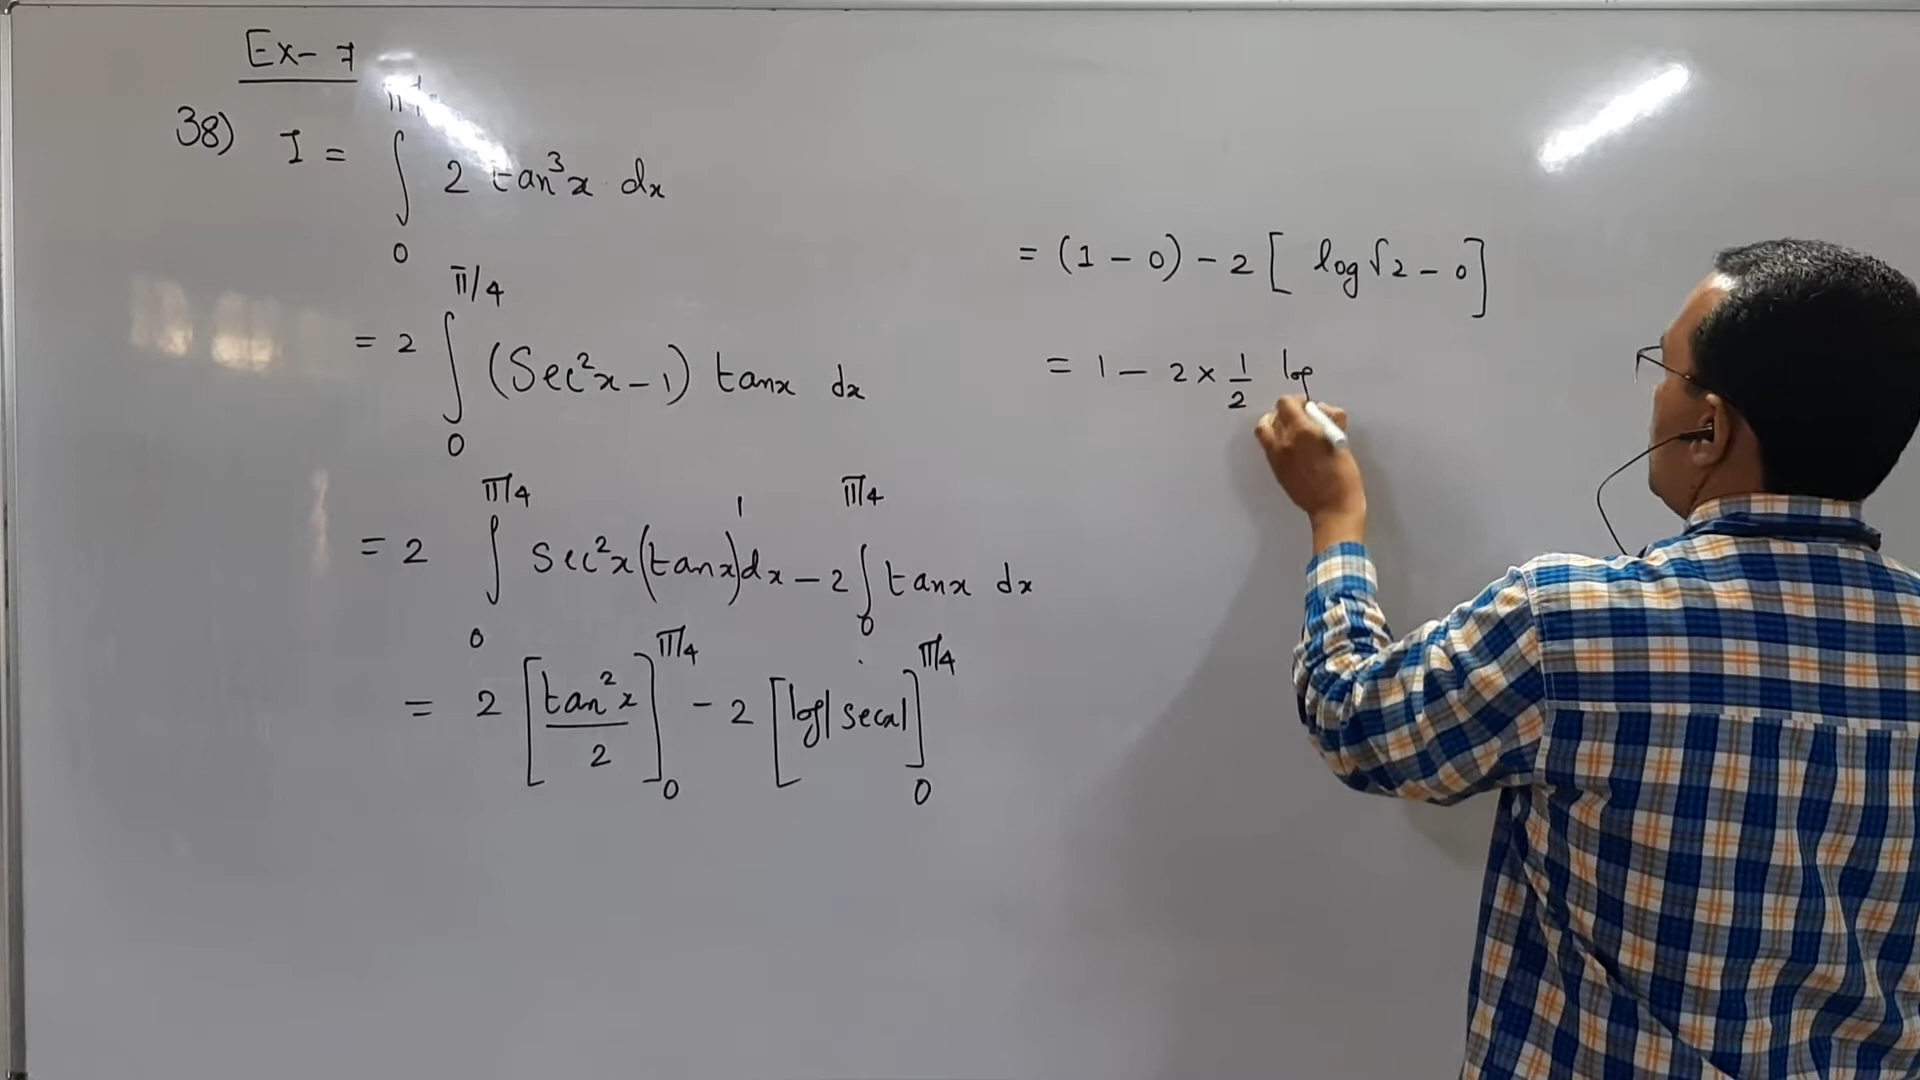 Ex- 7
38) I = ∫₀ 2 tan³x dx
= 2 ∫₀^{π/4} (Sec²x - 1) tanx dx
= 2 ∫₀^{π/4} Sec²x (tanx)¹ dx - 2 ∫₀^{π/4} tanx dx
= 2 [tan²x / 2]₀^{π/4} - 2 [log|secx|]₀^{π/4}
= (1 - 0) - 2 [ log√2 - 0 ]
= 1 - 2 × 1/2 log